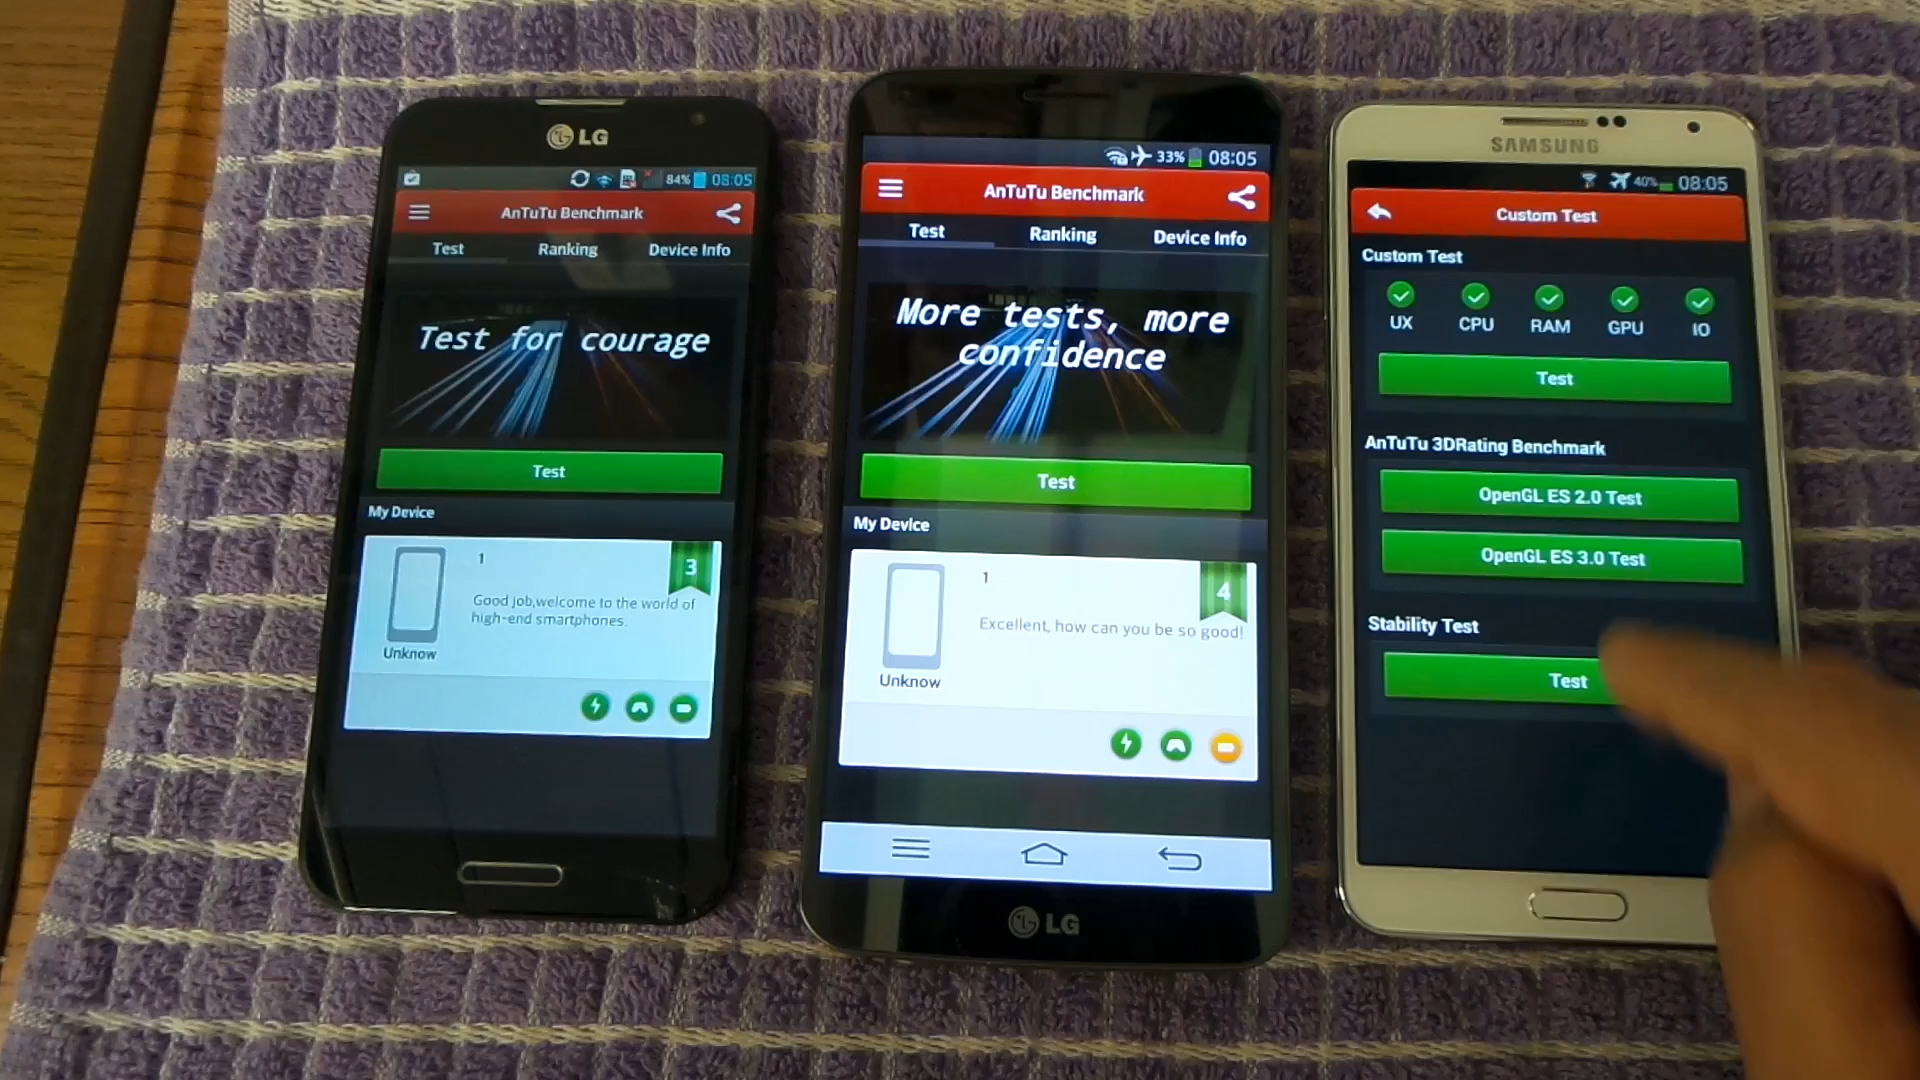 LG
84% 08:05
AnTuTu Benchmark
Test Ranking Device Info
Test for courage
Test
My Device
1
3
Good job,welcome to the world of
high-end smartphones.
Unknow
33% 08:05
AnTuTu Benchmark
Test Ranking Device Info
More tests, more
confidence
Test
My Device
1
4
Excellent, how can you be so good!
Unknow
LG
SAMSUNG
40% 08:05
Custom Test
Custom Test
UX CPU RAM GPU IO
Test
AnTuTu 3DRating Benchmark
OpenGL ES 2.0 Test
OpenGL ES 3.0 Test
Stability Test
Test